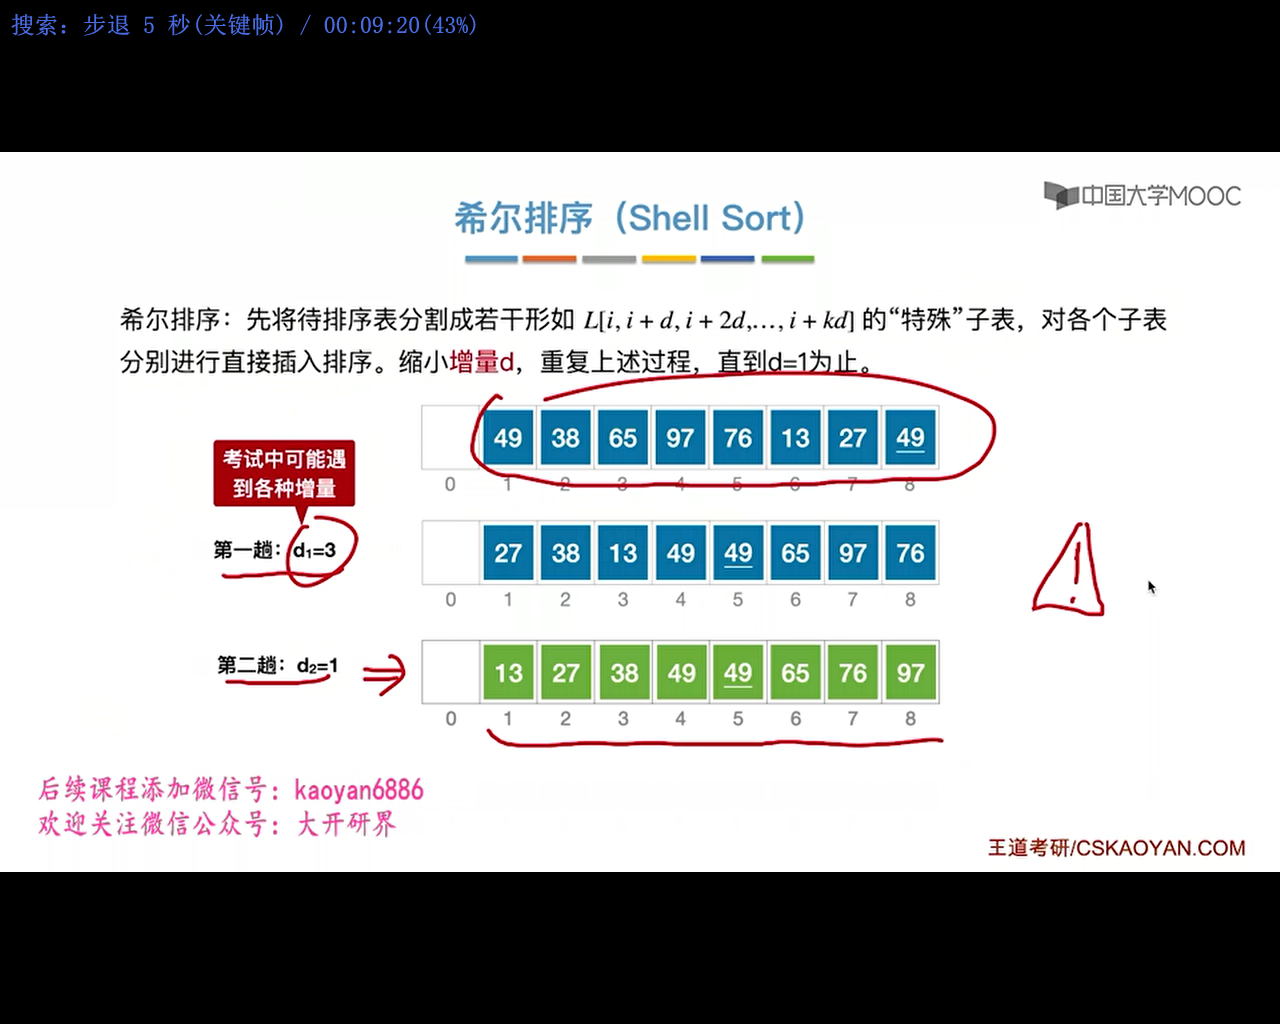 搜索: 步退 5 秒(关键帧) / 00:09:20(43%)
中国大学MOOC
希尔排序（Shell Sort）
希尔排序：先将待排序表分割成若干形如 L[i, i + d, i + 2d,…, i + kd] 的“特殊”子表，对各个子表
分别进行直接插入排序。缩小增量d，重复上述过程，直到d=1为止。
49 38 65 97 76 13 27 49
0 1 2 3 4 5 6 7 8
考试中可能遇
到各种增量
第一趟：d₁=3
27 38 13 49 49 65 97 76
0 1 2 3 4 5 6 7 8
第二趟：d₂=1
13 27 38 49 49 65 76 97
0 1 2 3 4 5 6 7 8
后续课程添加微信号：kaoyan6886
欢迎关注微信公众号：大开研界
王道考研/CSKAOYAN.COM